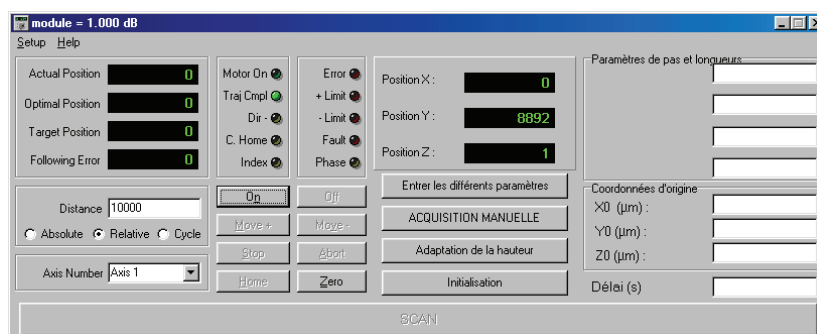 module = 1.000 dB
Setup Help
Actual Position 0
Optimal Position 0
Target Position 0
Following Error 0
Motor On
Traj Cmpl
Dir -
C. Home
Index
Error
+ Limit
- Limit
Fault
Phase
Position X : 0
Position Y : 8892
Position Z : 1
Paramètres de pas et longueurs
Distance 10000
Absolute Relative Cycle
Axis Number Axis 1
On Off
Move + Move -
Stop Abort
Home Zero
Entrer les différents paramètres
ACQUISITION MANUELLE
Adaptation de la hauteur
Initialisation
Coordonnées d'origine
X0 (µm) :
Y0 (µm) :
Z0 (µm) :
Délai (s)
SCAN